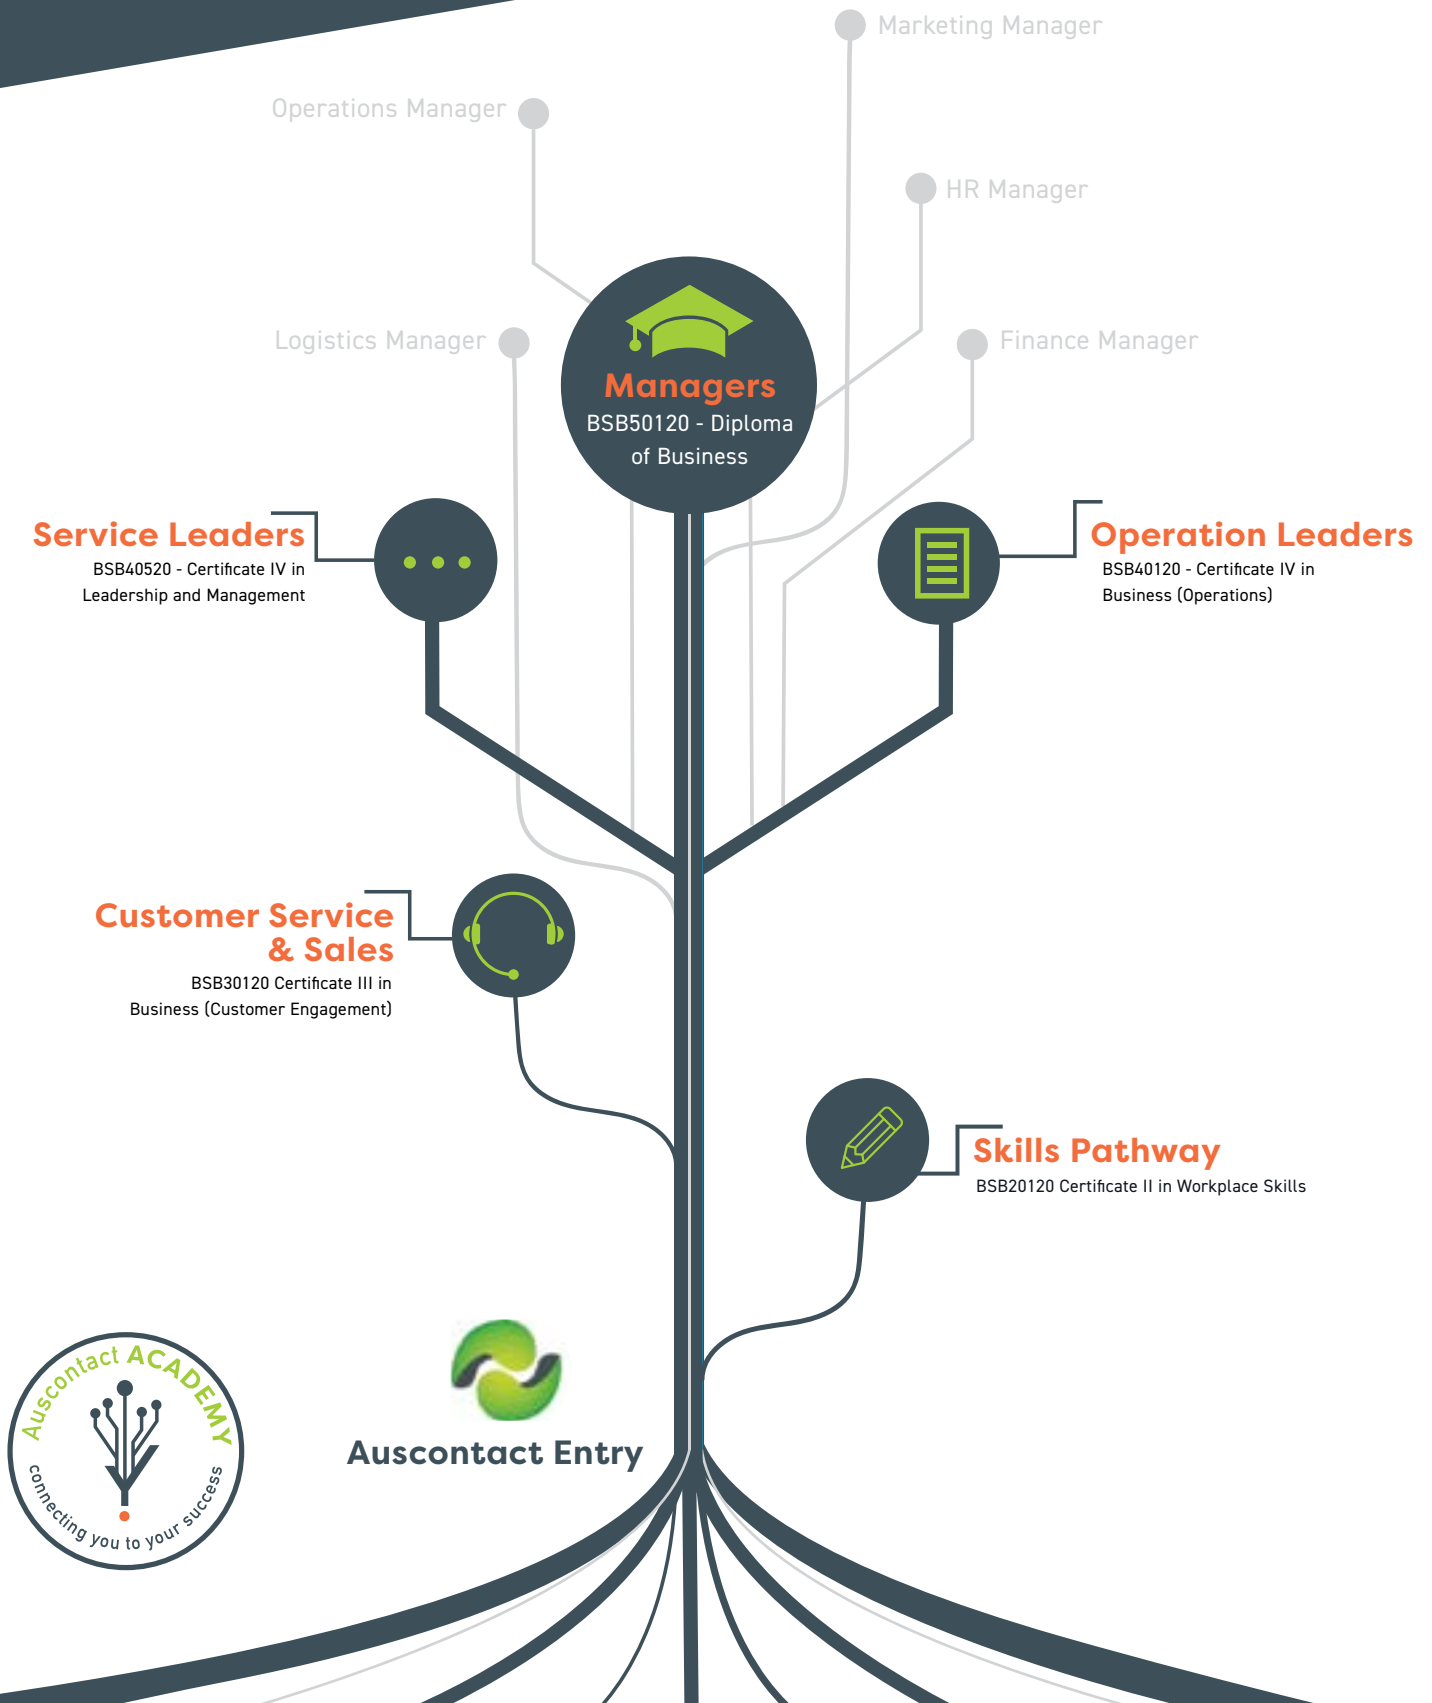 Marketing Manager
Operations Manager
HR Manager
Logistics Manager
Finance Manager
Managers
BSB50120 - Diploma
of Business
Service Leaders
BSB40520 - Certificate IV in
Leadership and Management
Operation Leaders
BSB40120 - Certificate IV in
Business (Operations)
Customer Service
& Sales
BSB30120 Certificate III in
Business (Customer Engagement)
Skills Pathway
BSB20120 Certificate II in Workplace Skills
Auscontact Entry
Auscontact ACADEMY
connecting you to your success